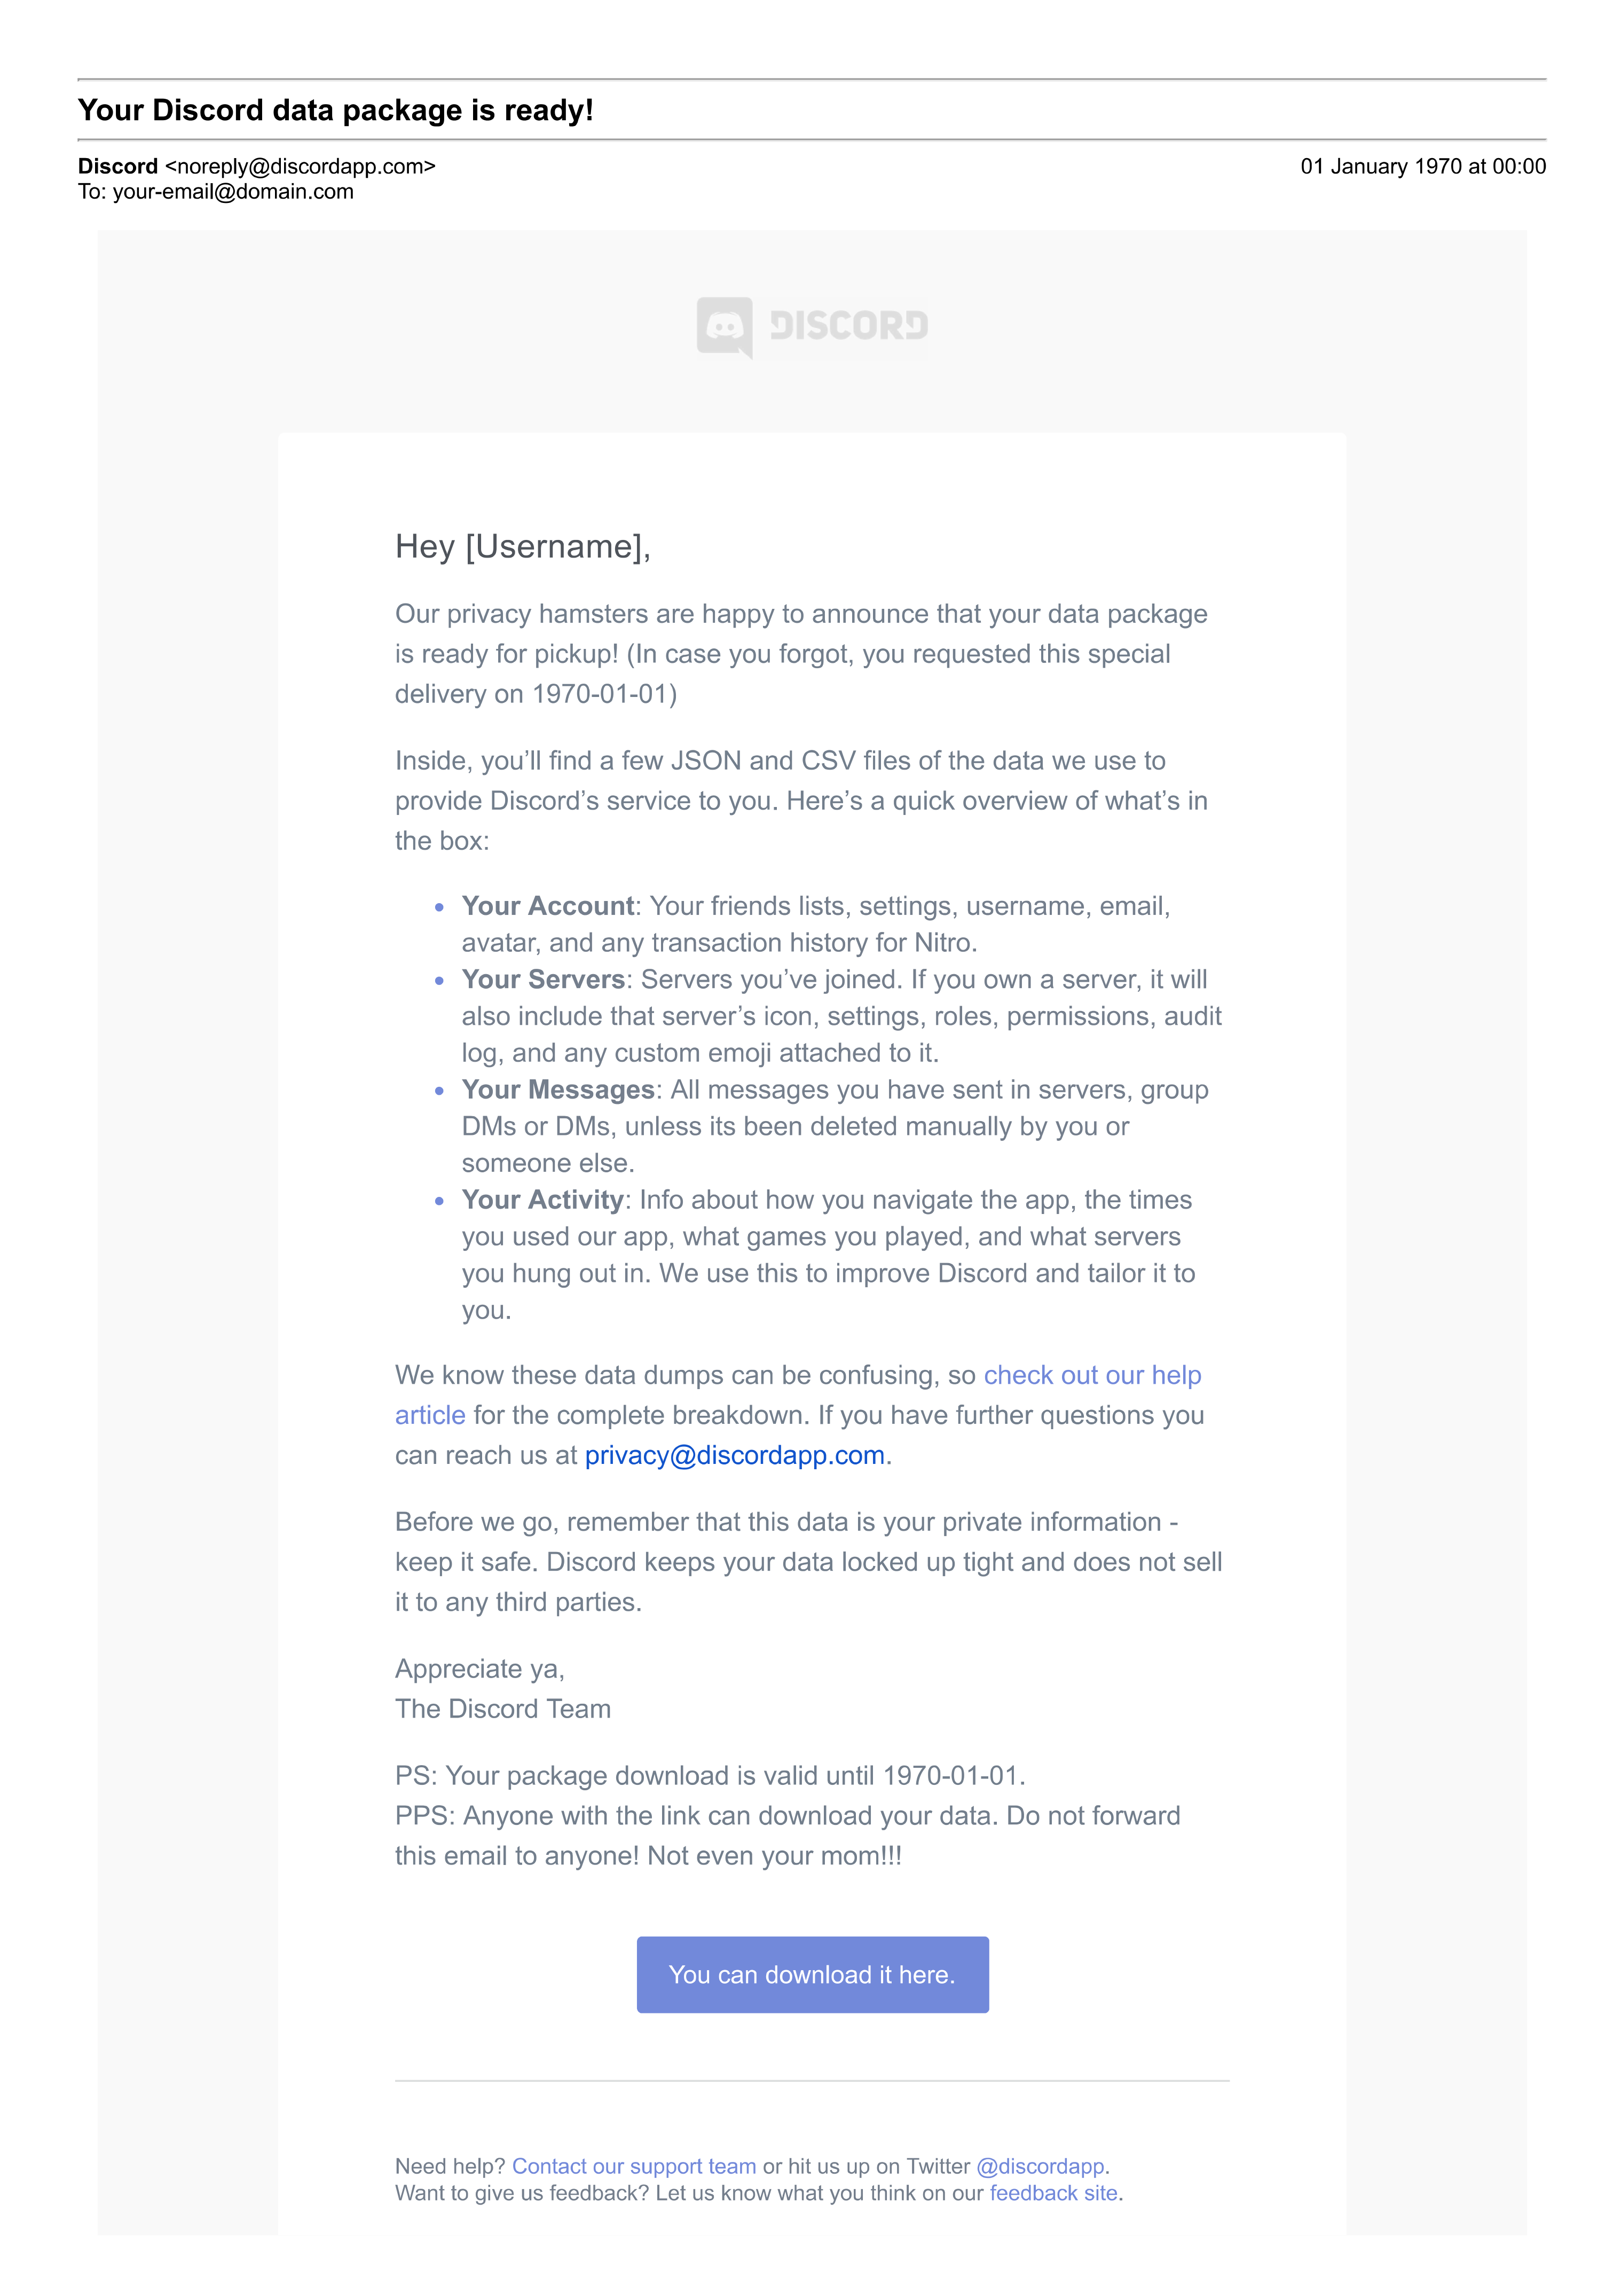 Your Discord data package is ready!
Discord <noreply@discordapp.com>
01 January 1970 at 00:00
To: your-email@domain.com
DISCORD
Hey [Username],
Our privacy hamsters are happy to announce that your data package
is ready for pickup! (In case you forgot, you requested this special
delivery on 1970-01-01)
Inside, you’ll find a few JSON and CSV files of the data we use to
provide Discord’s service to you. Here’s a quick overview of what’s in
the box:
• Your Account: Your friends lists, settings, username, email,
avatar, and any transaction history for Nitro.
• Your Servers: Servers you’ve joined. If you own a server, it will
also include that server’s icon, settings, roles, permissions, audit
log, and any custom emoji attached to it.
• Your Messages: All messages you have sent in servers, group
DMs or DMs, unless its been deleted manually by you or
someone else.
• Your Activity: Info about how you navigate the app, the times
you used our app, what games you played, and what servers
you hung out in. We use this to improve Discord and tailor it to
you.
We know these data dumps can be confusing, so check out our help
article for the complete breakdown. If you have further questions you
can reach us at privacy@discordapp.com.
Before we go, remember that this data is your private information -
keep it safe. Discord keeps your data locked up tight and does not sell
it to any third parties.
Appreciate ya,
The Discord Team
PS: Your package download is valid until 1970-01-01.
PPS: Anyone with the link can download your data. Do not forward
this email to anyone! Not even your mom!!!
You can download it here.
Need help? Contact our support team or hit us up on Twitter @discordapp.
Want to give us feedback? Let us know what you think on our feedback site.